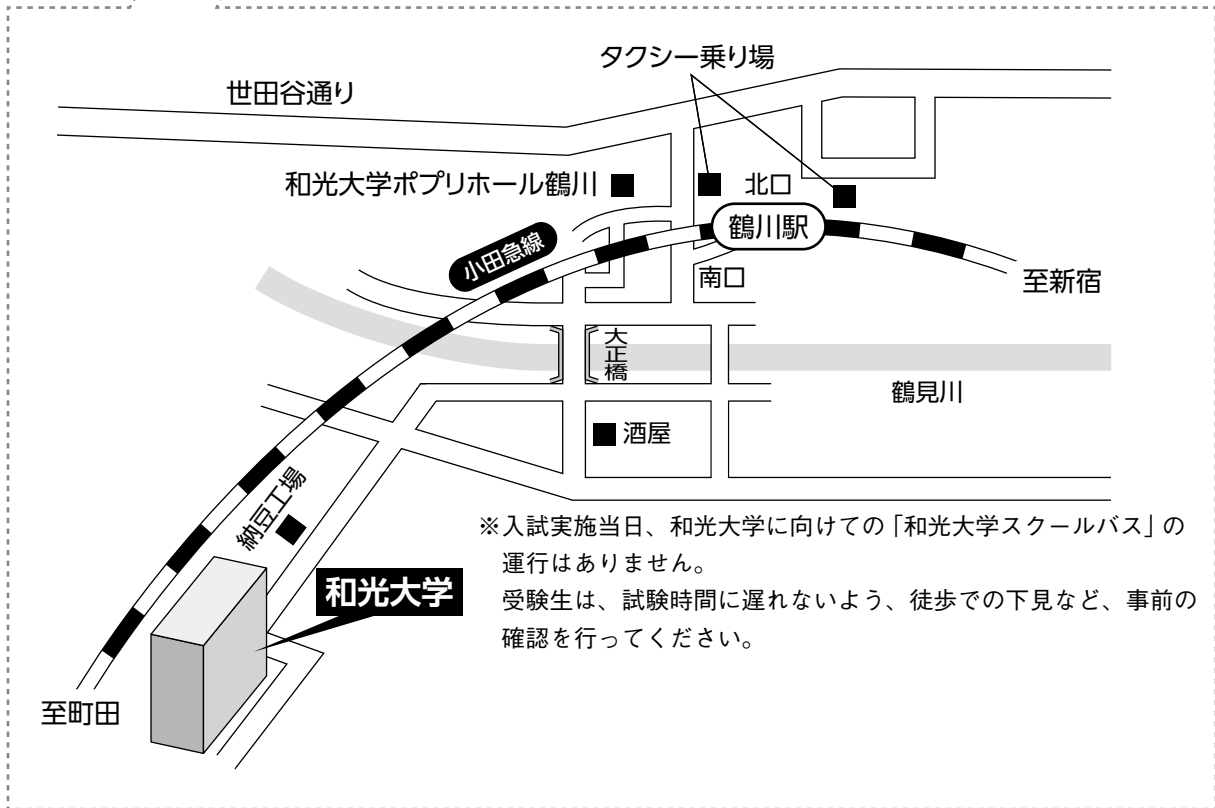 タクシー乗り場
世田谷通り
和光大学ポプリホール鶴川
北口
鶴川駅
小田急線
至新宿
南口
大正橋
鶴見川
酒屋
納豆工場
※入試実施当日、和光大学に向けての「和光大学スクールバス」の
運行はありません。
受験生は、試験時間に遅れないよう、徒歩での下見など、事前の
確認を行ってください。
和光大学
至町田